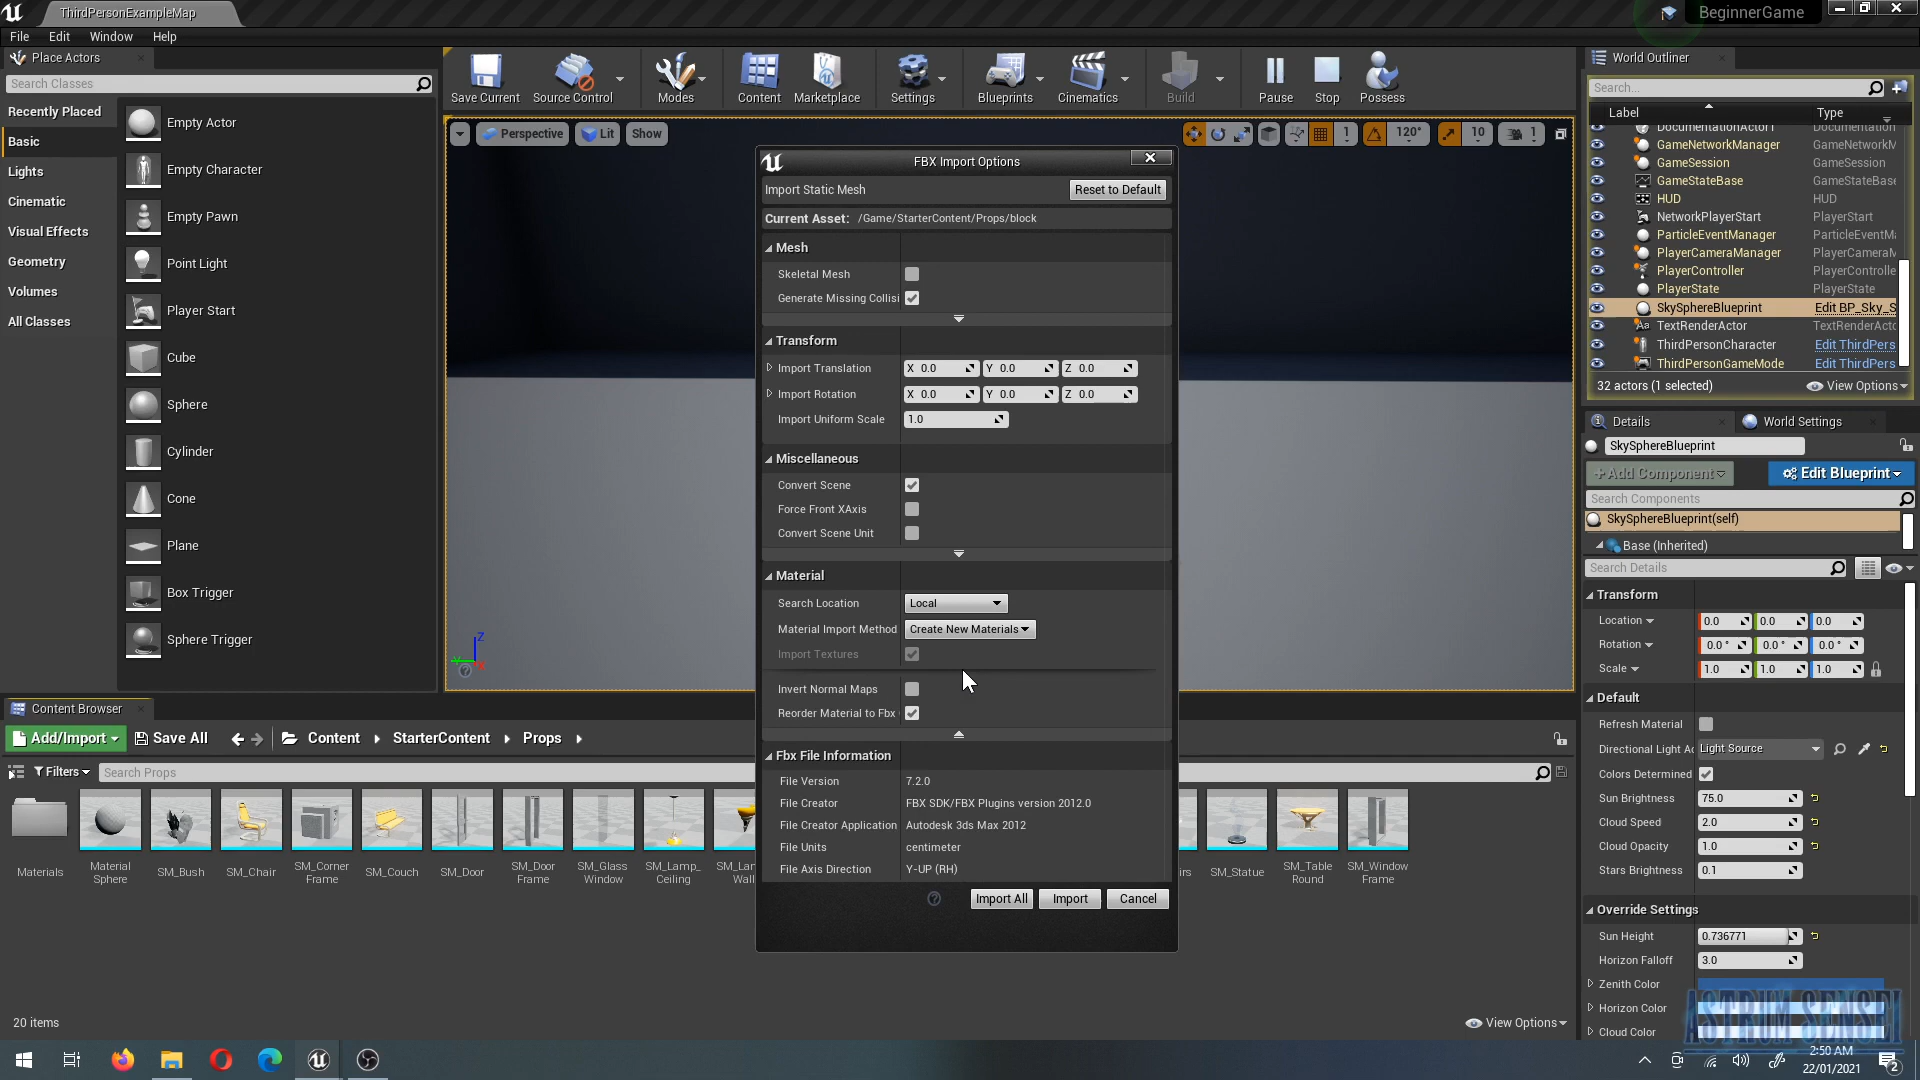 ThirdPersonExampleMap
BeginnerGame
File Edit Window Help
Place Actors
Search Classes
Recently Placed
Basic
Lights
Cinematic
Visual Effects
Geometry
Volumes
All Classes
Empty Actor
Empty Character
Empty Pawn
Point Light
Player Start
Cube
Sphere
Cylinder
Cone
Plane
Box Trigger
Sphere Trigger
Save Current Source Control Modes Content Marketplace Settings Blueprints Cinematics Build Pause Stop Possess
Perspective Lit Show
1 120° 10 1
FBX Import Options
Import Static Mesh Reset to Default
Current Asset: /Game/StarterContent/Props/block
Mesh
Skeletal Mesh
Generate Missing Collisi
Transform
Import Translation X 0.0 Y 0.0 Z 0.0
Import Rotation X 0.0 Y 0.0 Z 0.0
Import Uniform Scale 1.0
Miscellaneous
Convert Scene
Force Front XAxis
Convert Scene Unit
Material
Search Location Local
Material Import Method Create New Materials
Import Textures
Invert Normal Maps
Reorder Material to Fbx
Fbx File Information
File Version 7.2.0
File Creator FBX SDK/FBX Plugins version 2012.0
File Creator Application Autodesk 3ds Max 2012
File Units centimeter
File Axis Direction Y-UP (RH)
Import All Import Cancel
World Outliner
Search...
Label Type
DocumentationActor1 Documentation
GameNetworkManager GameNetworkM
GameSession GameSession
GameStateBase GameStateBase
HUD HUD
NetworkPlayerStart PlayerStart
ParticleEventManager ParticleEventMa
PlayerCameraManager PlayerCameraM
PlayerController PlayerControlle
PlayerState PlayerState
SkySphereBlueprint Edit BP_Sky_S
TextRenderActor TextRenderActo
ThirdPersonCharacter Edit ThirdPers
ThirdPersonGameMode Edit ThirdPers
32 actors (1 selected) View Options
Details World Settings
SkySphereBlueprint
+Add Component Edit Blueprint
Search Components
SkySphereBlueprint(self)
Base (Inherited)
Search Details
Transform
Location 0.0 0.0 0.0
Rotation 0.0 ° 0.0 ° 0.0 °
Scale 1.0 1.0 1.0
Default
Refresh Material
Directional Light Ac Light Source
Colors Determined
Sun Brightness 75.0
Cloud Speed 2.0
Cloud Opacity 1.0
Stars Brightness 0.1
Override Settings
Sun Height 0.736771
Horizon Falloff 3.0
Zenith Color
Horizon Color
Cloud Color
Content Browser
Add/Import Save All Content StarterContent Props
Filters Search Props
Materials
Material Sphere
SM_Bush
SM_Chair
SM_Corner Frame
SM_Couch
SM_Door
SM_Door Frame
SM_Glass Window
SM_Lamp_ Ceiling
SM_Lan Wall
irs
SM_Statue
SM_Table Round
SM_Window Frame
20 items View Options
ASTRUM SENSEI
2:50 AM
22/01/2021
2